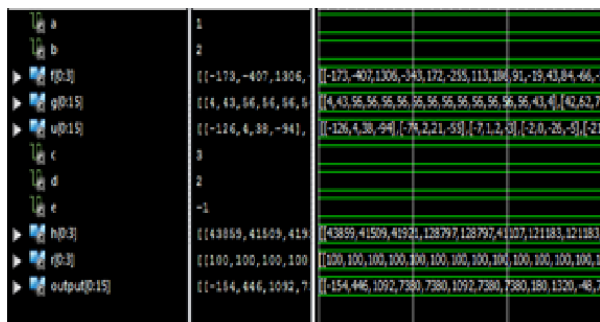 a 1
b 2
f[0:3] [[-173,-407,1306,- [[-173,-407,1306,-343,172,-255,113,186,91,-19,43,84,-66,-
g[0:15] [[4,43,56,56,56,5 [[4,43,56,56,56,56,56,56,56,56,56,56,56,43,4],[42,62,7
u[0:15] [[-126,4,38,-94], [[-126,4,38,-94],[-74,2,21,-55],[-7,1,2,-3],[-2,0,-26,-5],[-21
c 3
d 2
e -1
h[0:3] [[43859,41509,419 [[43859,41509,41921,128797,128797,41107,121183,121183,
r[0:3] [[100,100,100,100 [[100,100,100,100,100,100,100,100,100,100,100,100,100,1
output[0:15] [[-154,446,1092,7 [[-154,446,1092,7380,7380,1092,7380,7380,180,1320,-48,7